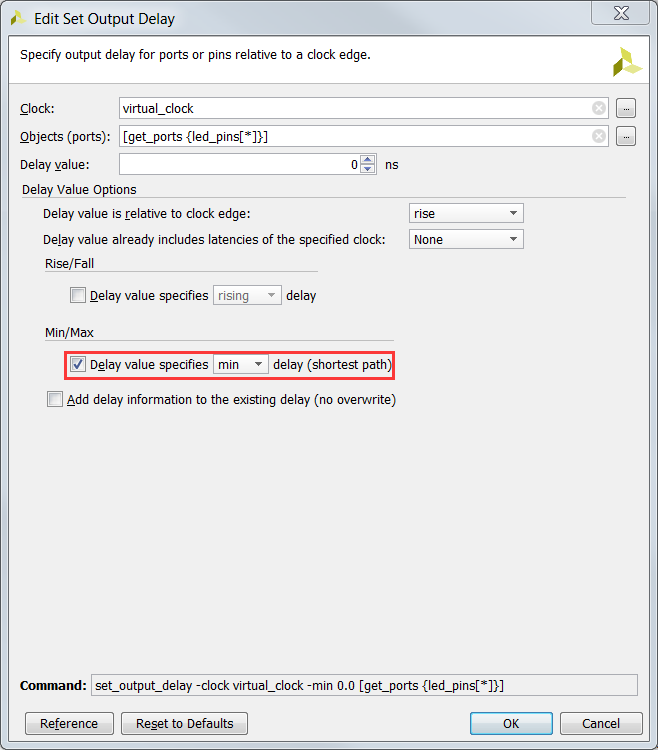 Edit Set Output Delay
Specify output delay for ports or pins relative to a clock edge.
Clock: virtual_clock ...
Objects (ports): [get_ports {led_pins[*]}] ...
Delay value: 0 ns
Delay Value Options
Delay value is relative to clock edge: rise
Delay value already includes latencies of the specified clock: None
Rise/Fall
Delay value specifies rising delay
Min/Max
Delay value specifies min delay (shortest path)
Add delay information to the existing delay (no overwrite)
Command: set_output_delay -clock virtual_clock -min 0.0 [get_ports {led_pins[*]}]
Reference Reset to Defaults OK Cancel